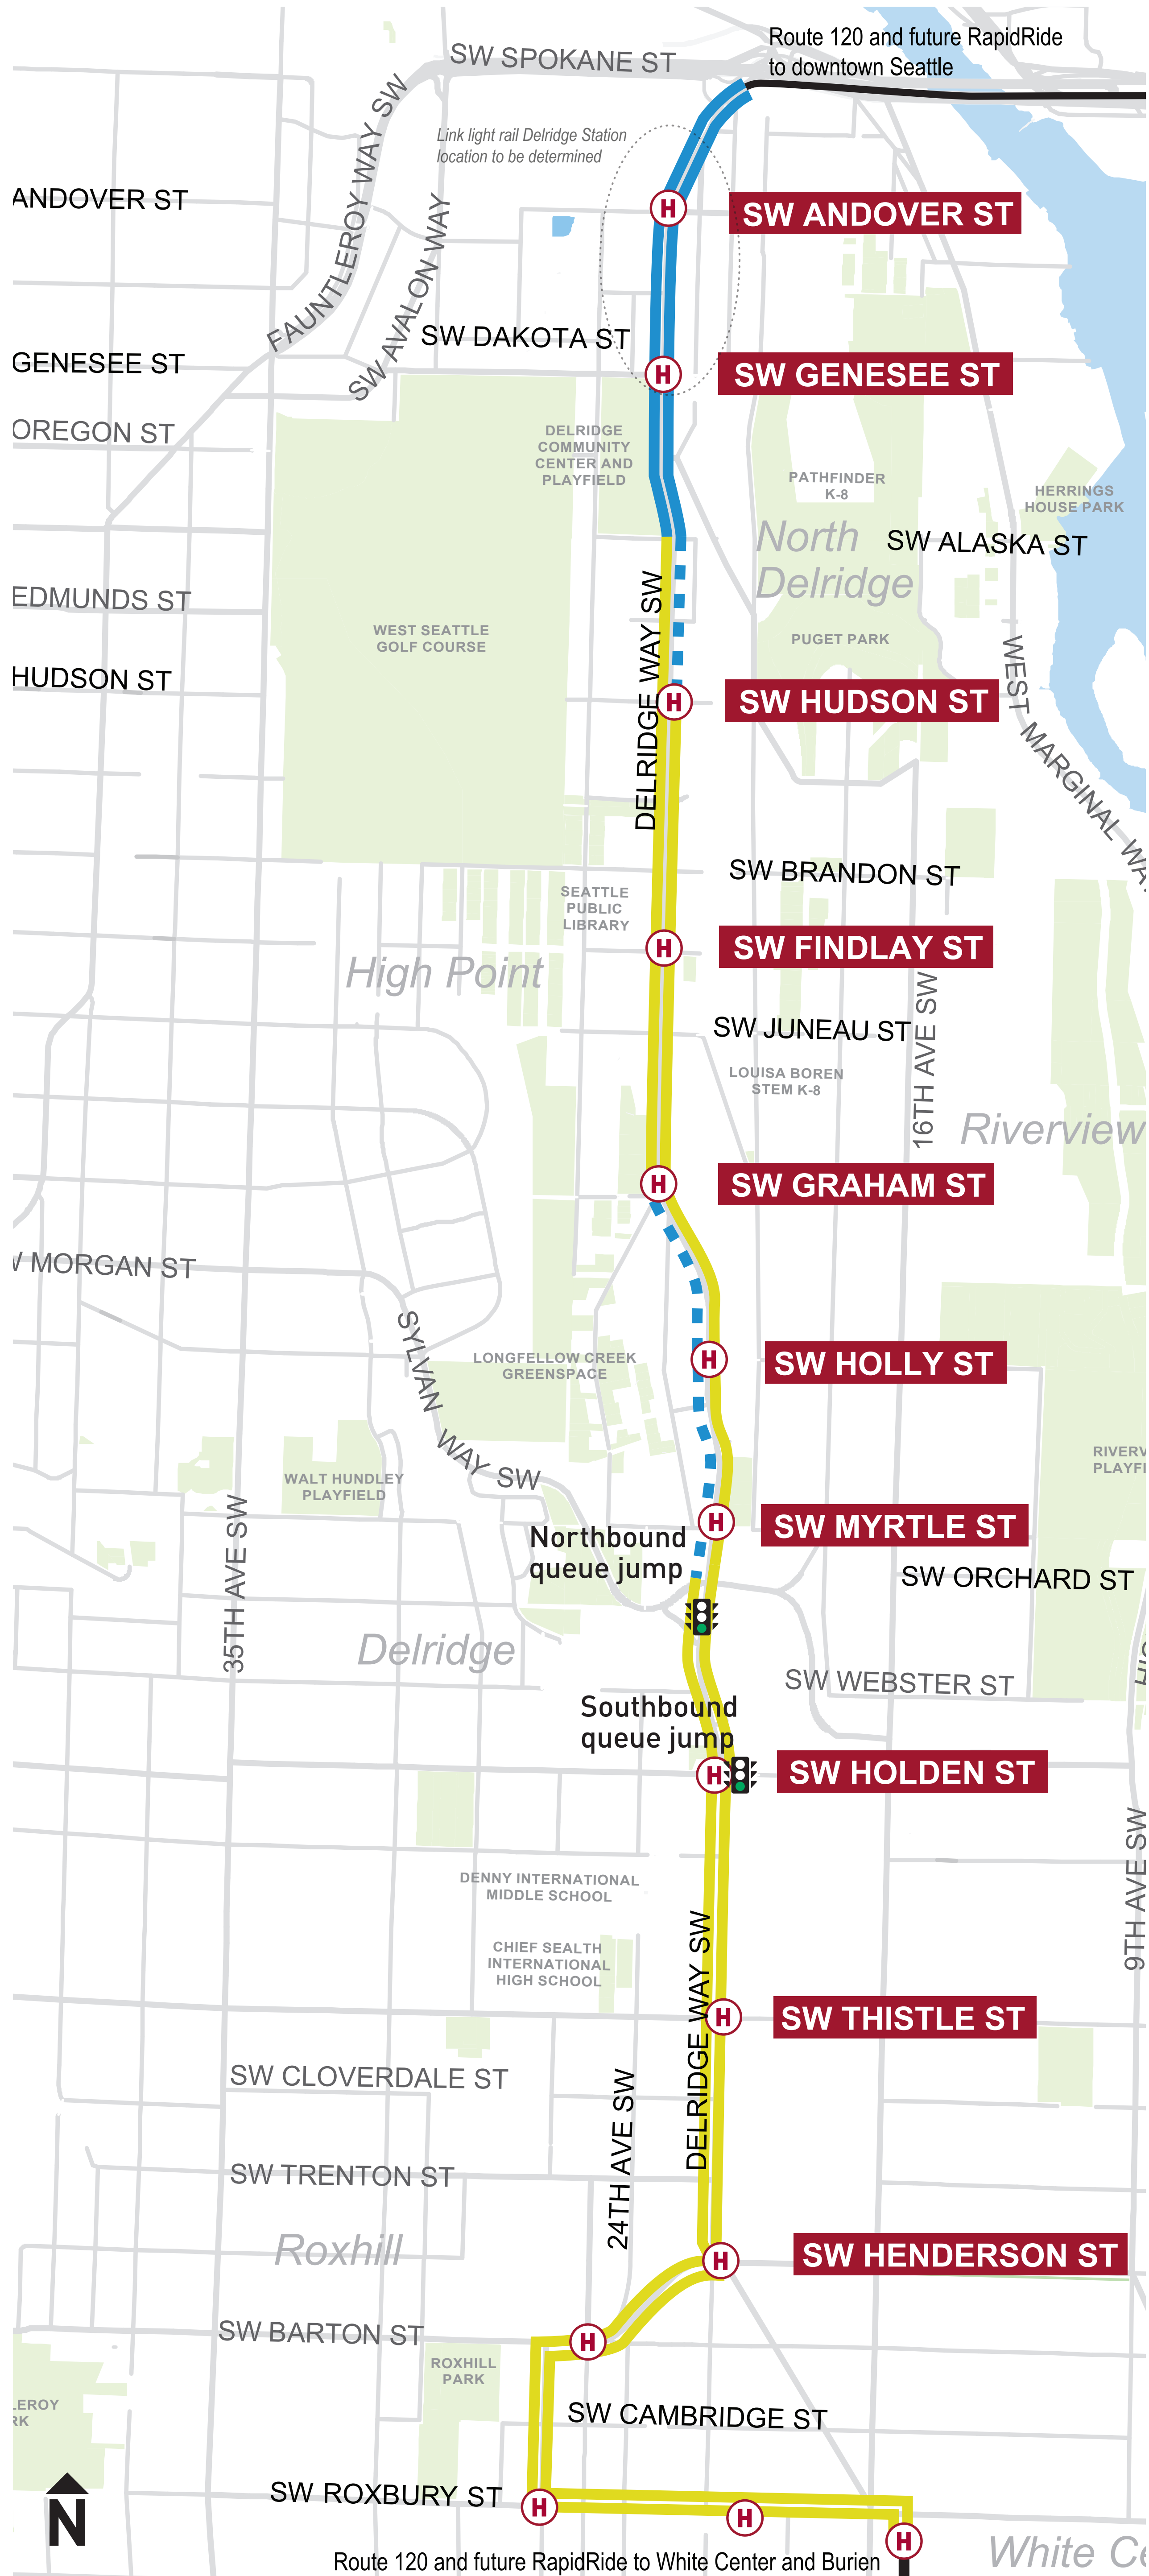 Route 120 and future RapidRide
to downtown Seattle
SW SPOKANE ST
FAUNTLEROY WAY SW
Link light rail Delridge Station
location to be determined
ANDOVER ST
SW AVALON WAY
H
SW ANDOVER ST
SW DAKOTA ST
GENESEE ST
H
SW GENESEE ST
OREGON ST
DELRIDGE
COMMUNITY
CENTER AND
PLAYFIELD
PATHFINDER
K-8
HERRINGS
HOUSE PARK
North
Delridge
SW ALASKA ST
EDMUNDS ST
DELRIDGE WAY SW
WEST SEATTLE
GOLF COURSE
PUGET PARK
WEST MARGINAL WAY
HUDSON ST
H
SW HUDSON ST
SW BRANDON ST
SEATTLE
PUBLIC
LIBRARY
H
SW FINDLAY ST
High Point
16TH AVE SW
SW JUNEAU ST
LOUISA BOREN
STEM K-8
Riverview
H
SW GRAHAM ST
W MORGAN ST
SYLVAN WAY SW
LONGFELLOW CREEK
GREENSPACE
H
SW HOLLY ST
WALT HUNDLEY
PLAYFIELD
RIVERV
PLAYFI
35TH AVE SW
H
SW MYRTLE ST
Northbound
queue jump
SW ORCHARD ST
Delridge
SW WEBSTER ST
HIG
Southbound
queue jump
H
SW HOLDEN ST
9TH AVE SW
DENNY INTERNATIONAL
MIDDLE SCHOOL
CHIEF SEALTH
INTERNATIONAL
HIGH SCHOOL
DELRIDGE WAY SW
H
SW THISTLE ST
SW CLOVERDALE ST
24TH AVE SW
SW TRENTON ST
Roxhill
H
SW HENDERSON ST
SW BARTON ST
H
ROXHILL
PARK
LEROY
RK
SW CAMBRIDGE ST
SW ROXBURY ST
H
H
H
N
White Ce
Route 120 and future RapidRide to White Center and Burien